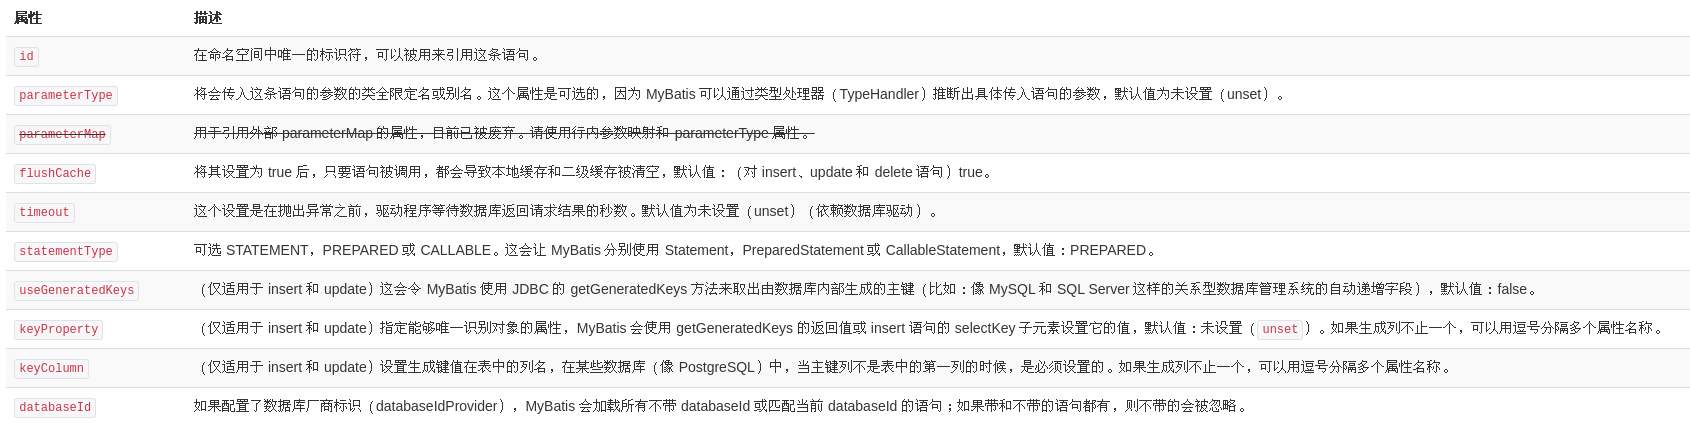 属性 描述
id 在命名空间中唯一的标识符，可以被用来引用这条语句。
parameterType 将会传入这条语句的参数的类全限定名或别名。这个属性是可选的，因为 MyBatis 可以通过类型处理器（TypeHandler）推断出具体传入语句的参数，默认值为未设置（unset）。
parameterMap 用于引用外部 parameterMap 的属性，目前已被废弃。请使用行内参数映射和 parameterType 属性。
flushCache 将其设置为 true 后，只要语句被调用，都会导致本地缓存和二级缓存被清空，默认值：（对 insert、update 和 delete 语句）true。
timeout 这个设置是在抛出异常之前，驱动程序等待数据库返回请求结果的秒数。默认值为未设置（unset）（依赖数据库驱动）。
statementType 可选 STATEMENT，PREPARED 或 CALLABLE。这会让 MyBatis 分别使用 Statement，PreparedStatement 或 CallableStatement，默认值：PREPARED。
useGeneratedKeys （仅适用于 insert 和 update）这会令 MyBatis 使用 JDBC 的 getGeneratedKeys 方法来取出由数据库内部生成的主键（比如：像 MySQL 和 SQL Server 这样的关系型数据库管理系统的自动递增字段），默认值：false。
keyProperty （仅适用于 insert 和 update）指定能够唯一识别对象的属性，MyBatis 会使用 getGeneratedKeys 的返回值或 insert 语句的 selectKey 子元素设置它的值，默认值：未设置（unset）。如果生成列不止一个，可以用逗号分隔多个属性名称。
keyColumn （仅适用于 insert 和 update）设置生成键值在表中的列名，在某些数据库（像 PostgreSQL）中，当主键列不是表中的第一列的时候，是必须设置的。如果生成列不止一个，可以用逗号分隔多个属性名称。
databaseId 如果配置了数据库厂商标识（databaseIdProvider），MyBatis 会加载所有不带 databaseId 或匹配当前 databaseId 的语句；如果带和不带的语句都有，则不带的会被忽略。